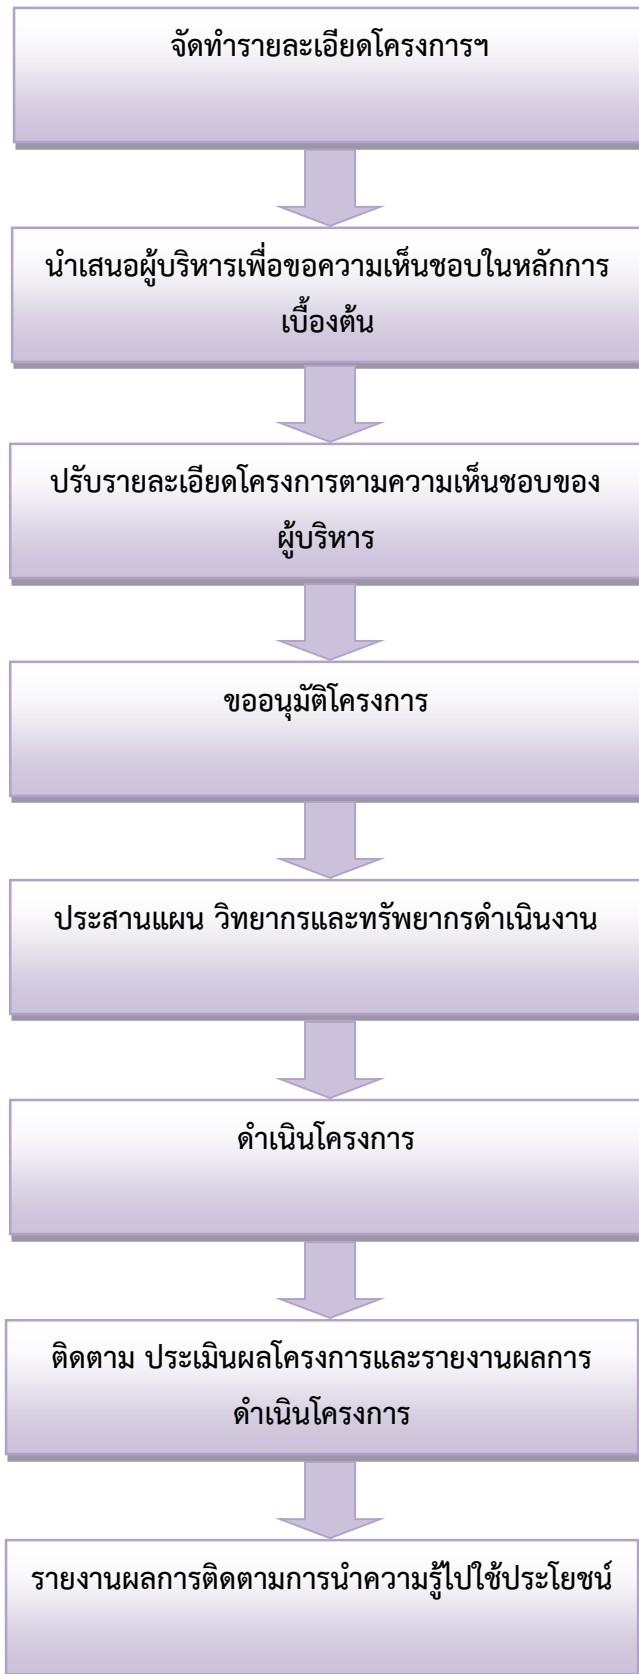 จัดทำรายละเอียดโครงการฯ
นำเสนอผู้บริหารเพื่อขอความเห็นชอบในหลักการ
เบื้องต้น
ปรับรายละเอียดโครงการตามความเห็นชอบของ
ผู้บริหาร
ขออนุมัติโครงการ
ประสานแผน วิทยากรและทรัพยากรดำเนินงาน
ดำเนินโครงการ
ติดตาม ประเมินผลโครงการและรายงานผลการ
ดำเนินโครงการ
รายงานผลการติดตามการนำความรู้ไปใช้ประโยชน์